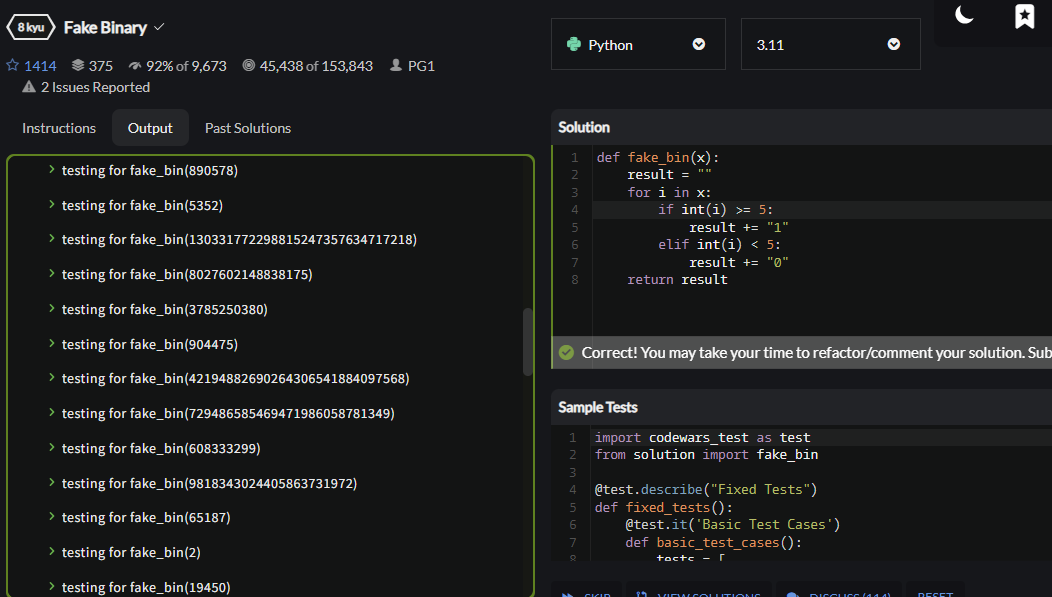 8 kyu Fake Binary
1414 375 92% of 9,673 45,438 of 153,843 PG1
2 Issues Reported
Instructions Output Past Solutions
testing for fake_bin(890578)
testing for fake_bin(5352)
testing for fake_bin(130331772298815247357634717218)
testing for fake_bin(8027602148838175)
testing for fake_bin(3785250380)
testing for fake_bin(904475)
testing for fake_bin(42194882690264306541884097568)
testing for fake_bin(729486585469471986058781349)
testing for fake_bin(608333299)
testing for fake_bin(9818343024405863731972)
testing for fake_bin(65187)
testing for fake_bin(2)
testing for fake_bin(19450)
Python 3.11
Solution
1 def fake_bin(x):
2 result = ""
3 for i in x:
4 if int(i) >= 5:
5 result += "1"
6 elif int(i) < 5:
7 result += "0"
8 return result
Correct! You may take your time to refactor/comment your solution. Sub
Sample Tests
1 import codewars_test as test
2 from solution import fake_bin
3
4 @test.describe("Fixed Tests")
5 def fixed_tests():
6 @test.it('Basic Test Cases')
7 def basic_test_cases():
8 tests = [
SKIP VIEW SOLUTIONS DISCUSS (114) RESET